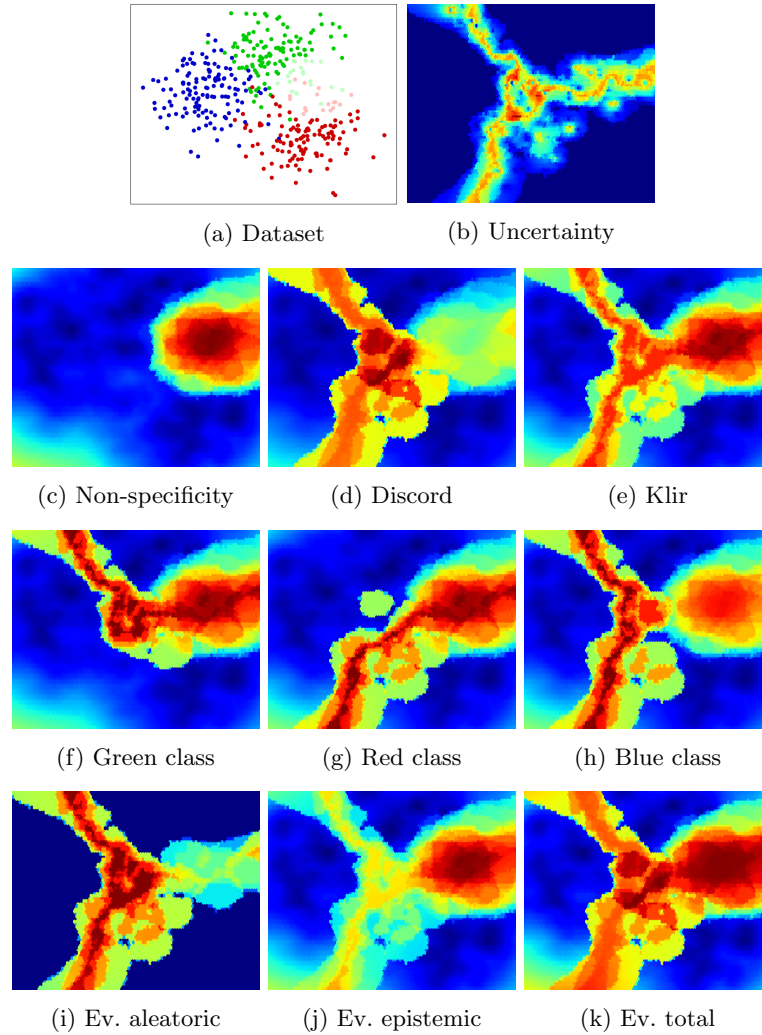 (a) Dataset
(b) Uncertainty
(c) Non-specificity
(d) Discord
(e) Klir
(f) Green class
(g) Red class
(h) Blue class
(i) Ev. aleatoric
(j) Ev. epistemic
(k) Ev. total